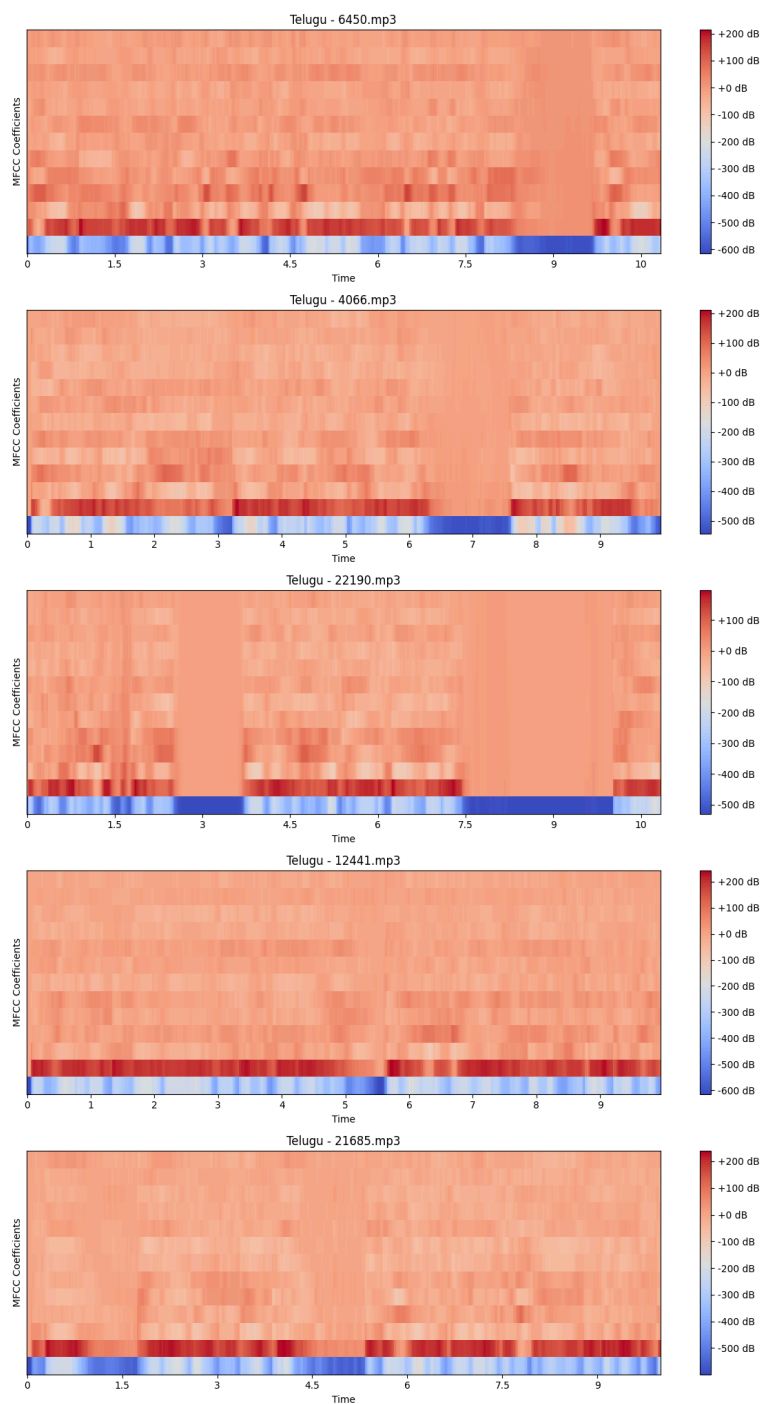 Telugu - 6450.mp3
MFCC Coefficients
+200 dB
+100 dB
+0 dB
-100 dB
-200 dB
-300 dB
-400 dB
-500 dB
-600 dB
0 1.5 3 4.5 6 7.5 9 10
Time
Telugu - 4066.mp3
MFCC Coefficients
+200 dB
+100 dB
+0 dB
-100 dB
-200 dB
-300 dB
-400 dB
-500 dB
0 1 2 3 4 5 6 7 8 9
Time
Telugu - 22190.mp3
MFCC Coefficients
+100 dB
+0 dB
-100 dB
-200 dB
-300 dB
-400 dB
-500 dB
0 1.5 3 4.5 6 7.5 9 10
Time
Telugu - 12441.mp3
MFCC Coefficients
+200 dB
+100 dB
+0 dB
-100 dB
-200 dB
-300 dB
-400 dB
-500 dB
-600 dB
0 1 2 3 4 5 6 7 8 9
Time
Telugu - 21685.mp3
MFCC Coefficients
+200 dB
+100 dB
+0 dB
-100 dB
-200 dB
-300 dB
-400 dB
-500 dB
0 1.5 3 4.5 6 7.5 9
Time